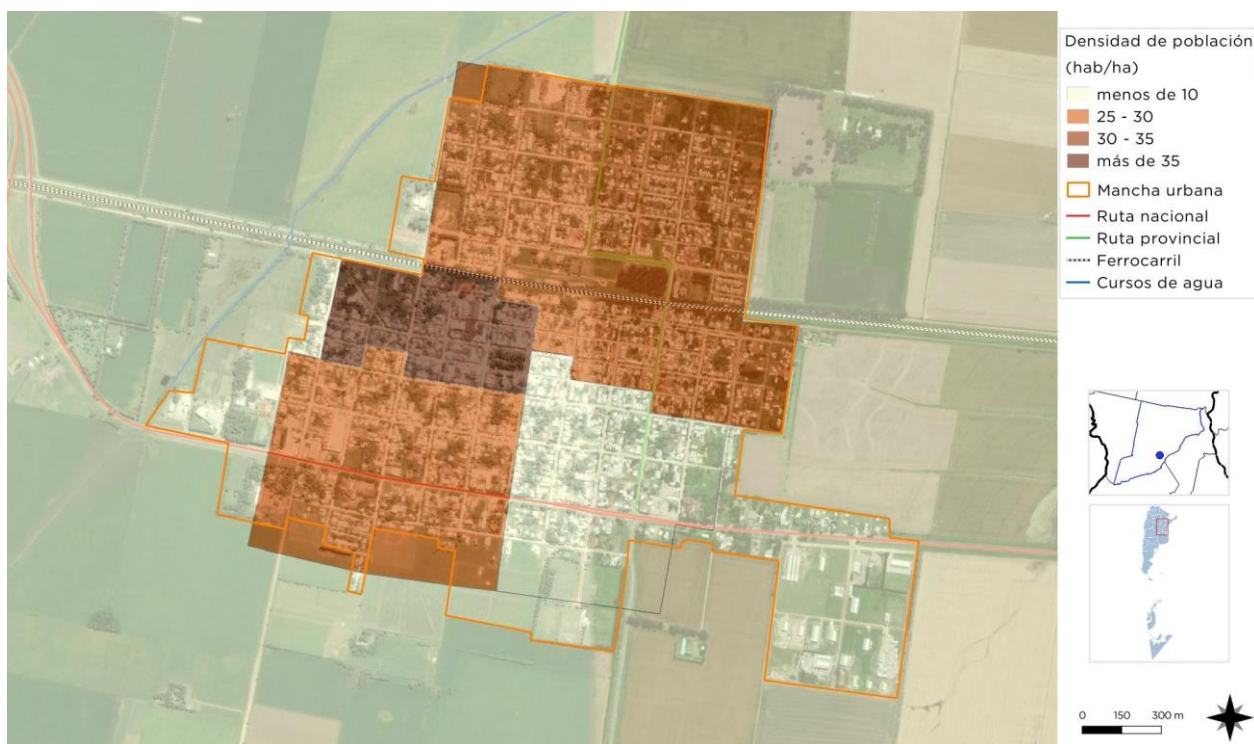 Densidad de población
(hab/ha)
menos de 10
25 - 30
30 - 35
más de 35
Mancha urbana
Ruta nacional
Ruta provincial
Ferrocarril
Cursos de agua
0 150 300 m